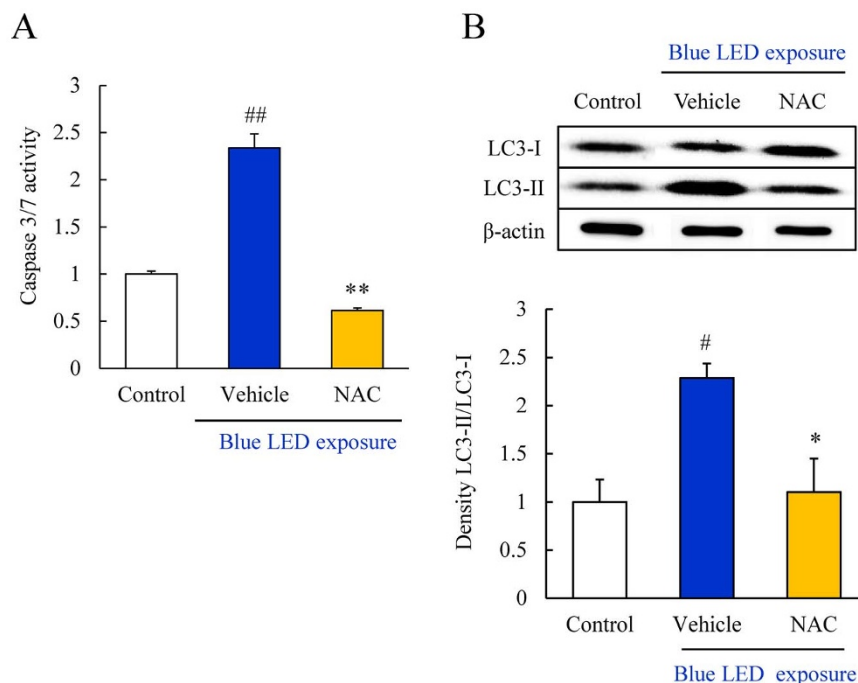 A
Caspase 3/7 activity
3
2.5
2
1.5
1
0.5
0
##
**
Control Vehicle NAC
Blue LED exposure
B
Blue LED exposure
Control Vehicle NAC
LC3-I
LC3-II
β-actin
Density LC3-II/LC3-I
3
2.5
2
1.5
1
0.5
0
#
*
Control Vehicle NAC
Blue LED exposure